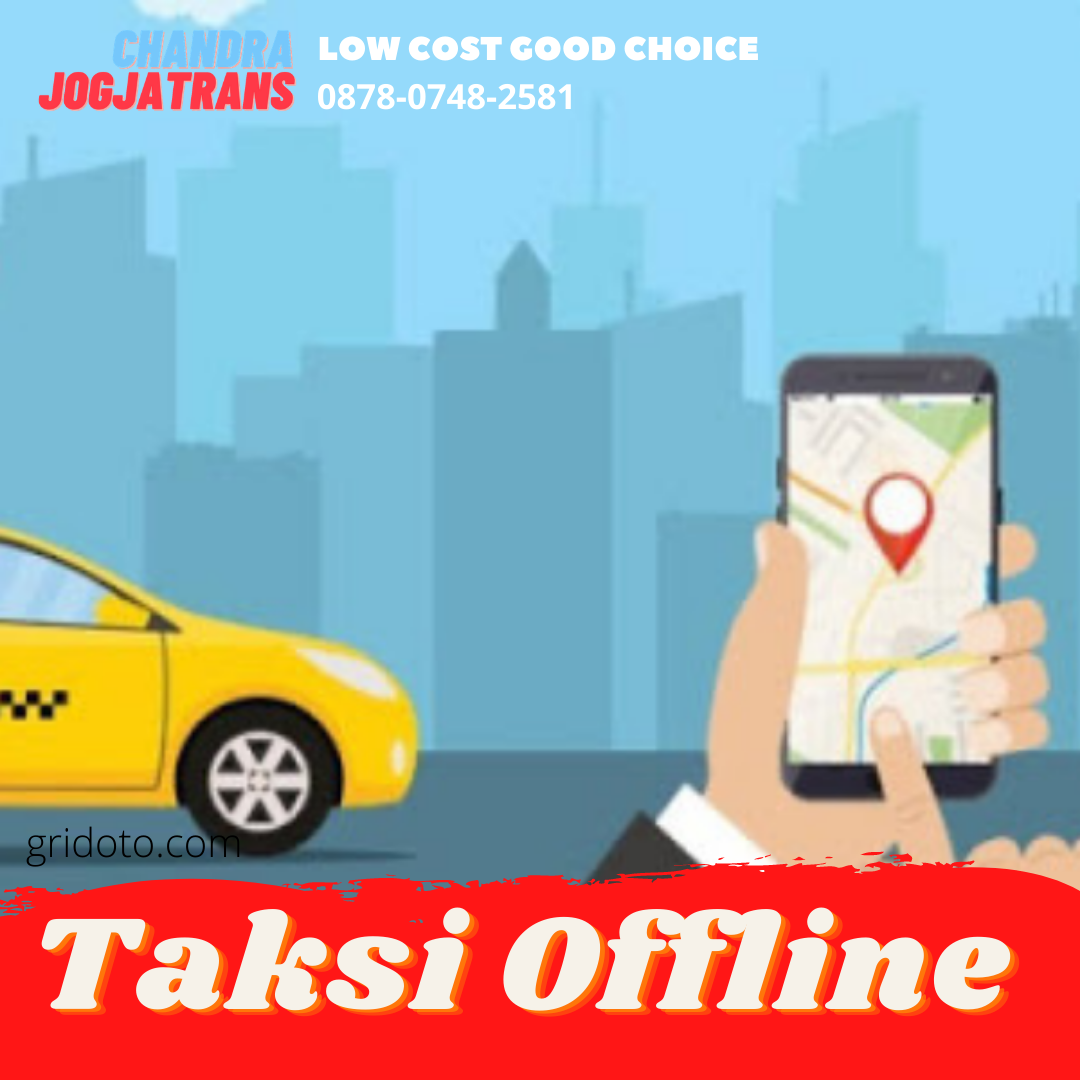 CHANDRA
JOGJATRANS
LOW COST GOOD CHOICE
0878-0748-2581
gridoto.com
Taksi Offline